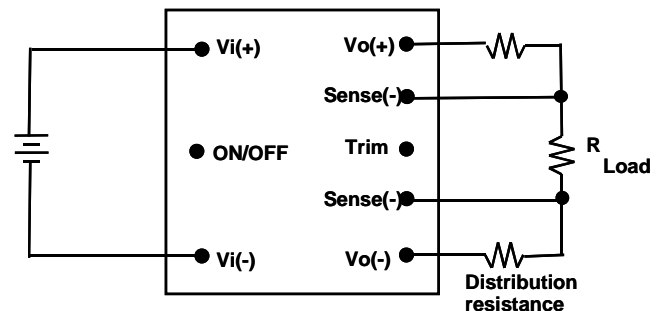 Vi(+)
Vo(+)
Sense(-)
ON/OFF
Trim
R
Load
Sense(-)
Vi(-)
Vo(-)
Distribution
resistance